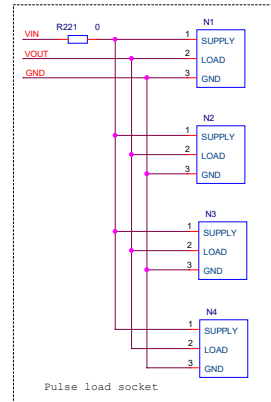 R221 0 N1
VIN 1 SUPPLY
VOUT 2 LOAD
GND 3 GND
N2
1 SUPPLY
2 LOAD
3 GND
N3
1 SUPPLY
2 LOAD
3 GND
N4
1 SUPPLY
2 LOAD
3 GND
Pulse load socket